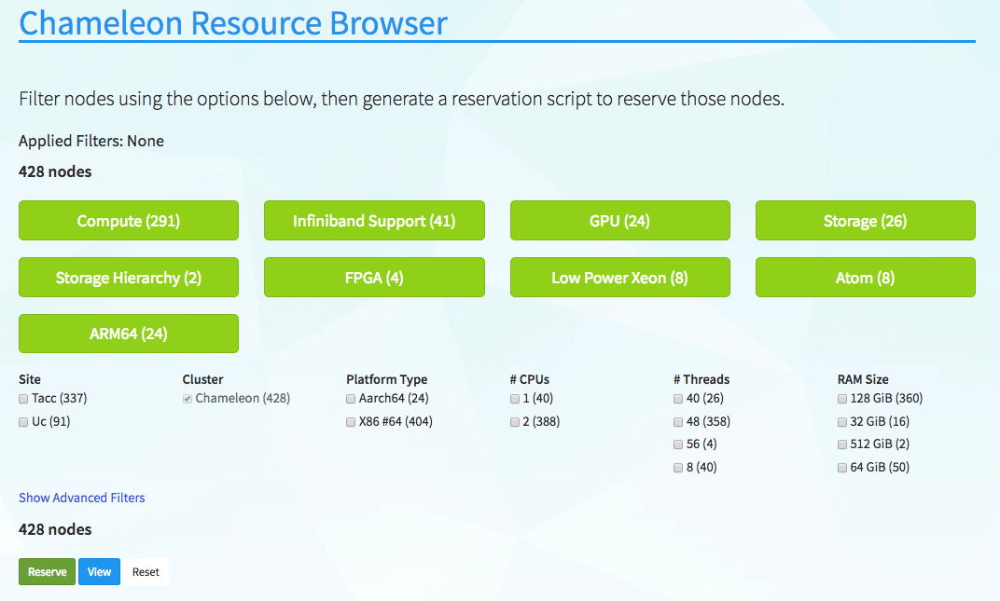 Chameleon Resource Browser
Filter nodes using the options below, then generate a reservation script to reserve those nodes.
Applied Filters: None
428 nodes
Compute (291) Infiniband Support (41) GPU (24) Storage (26)
Storage Hierarchy (2) FPGA (4) Low Power Xeon (8) Atom (8)
ARM64 (24)
Site Cluster Platform Type # CPUs # Threads RAM Size
Tacc (337) Chameleon (428) Aarch64 (24) 1 (40) 40 (26) 128 GiB (360)
Uc (91) X86 #64 (404) 2 (388) 48 (358) 32 GiB (16)
56 (4) 512 GiB (2)
8 (40) 64 GiB (50)
Show Advanced Filters
428 nodes
Reserve View Reset